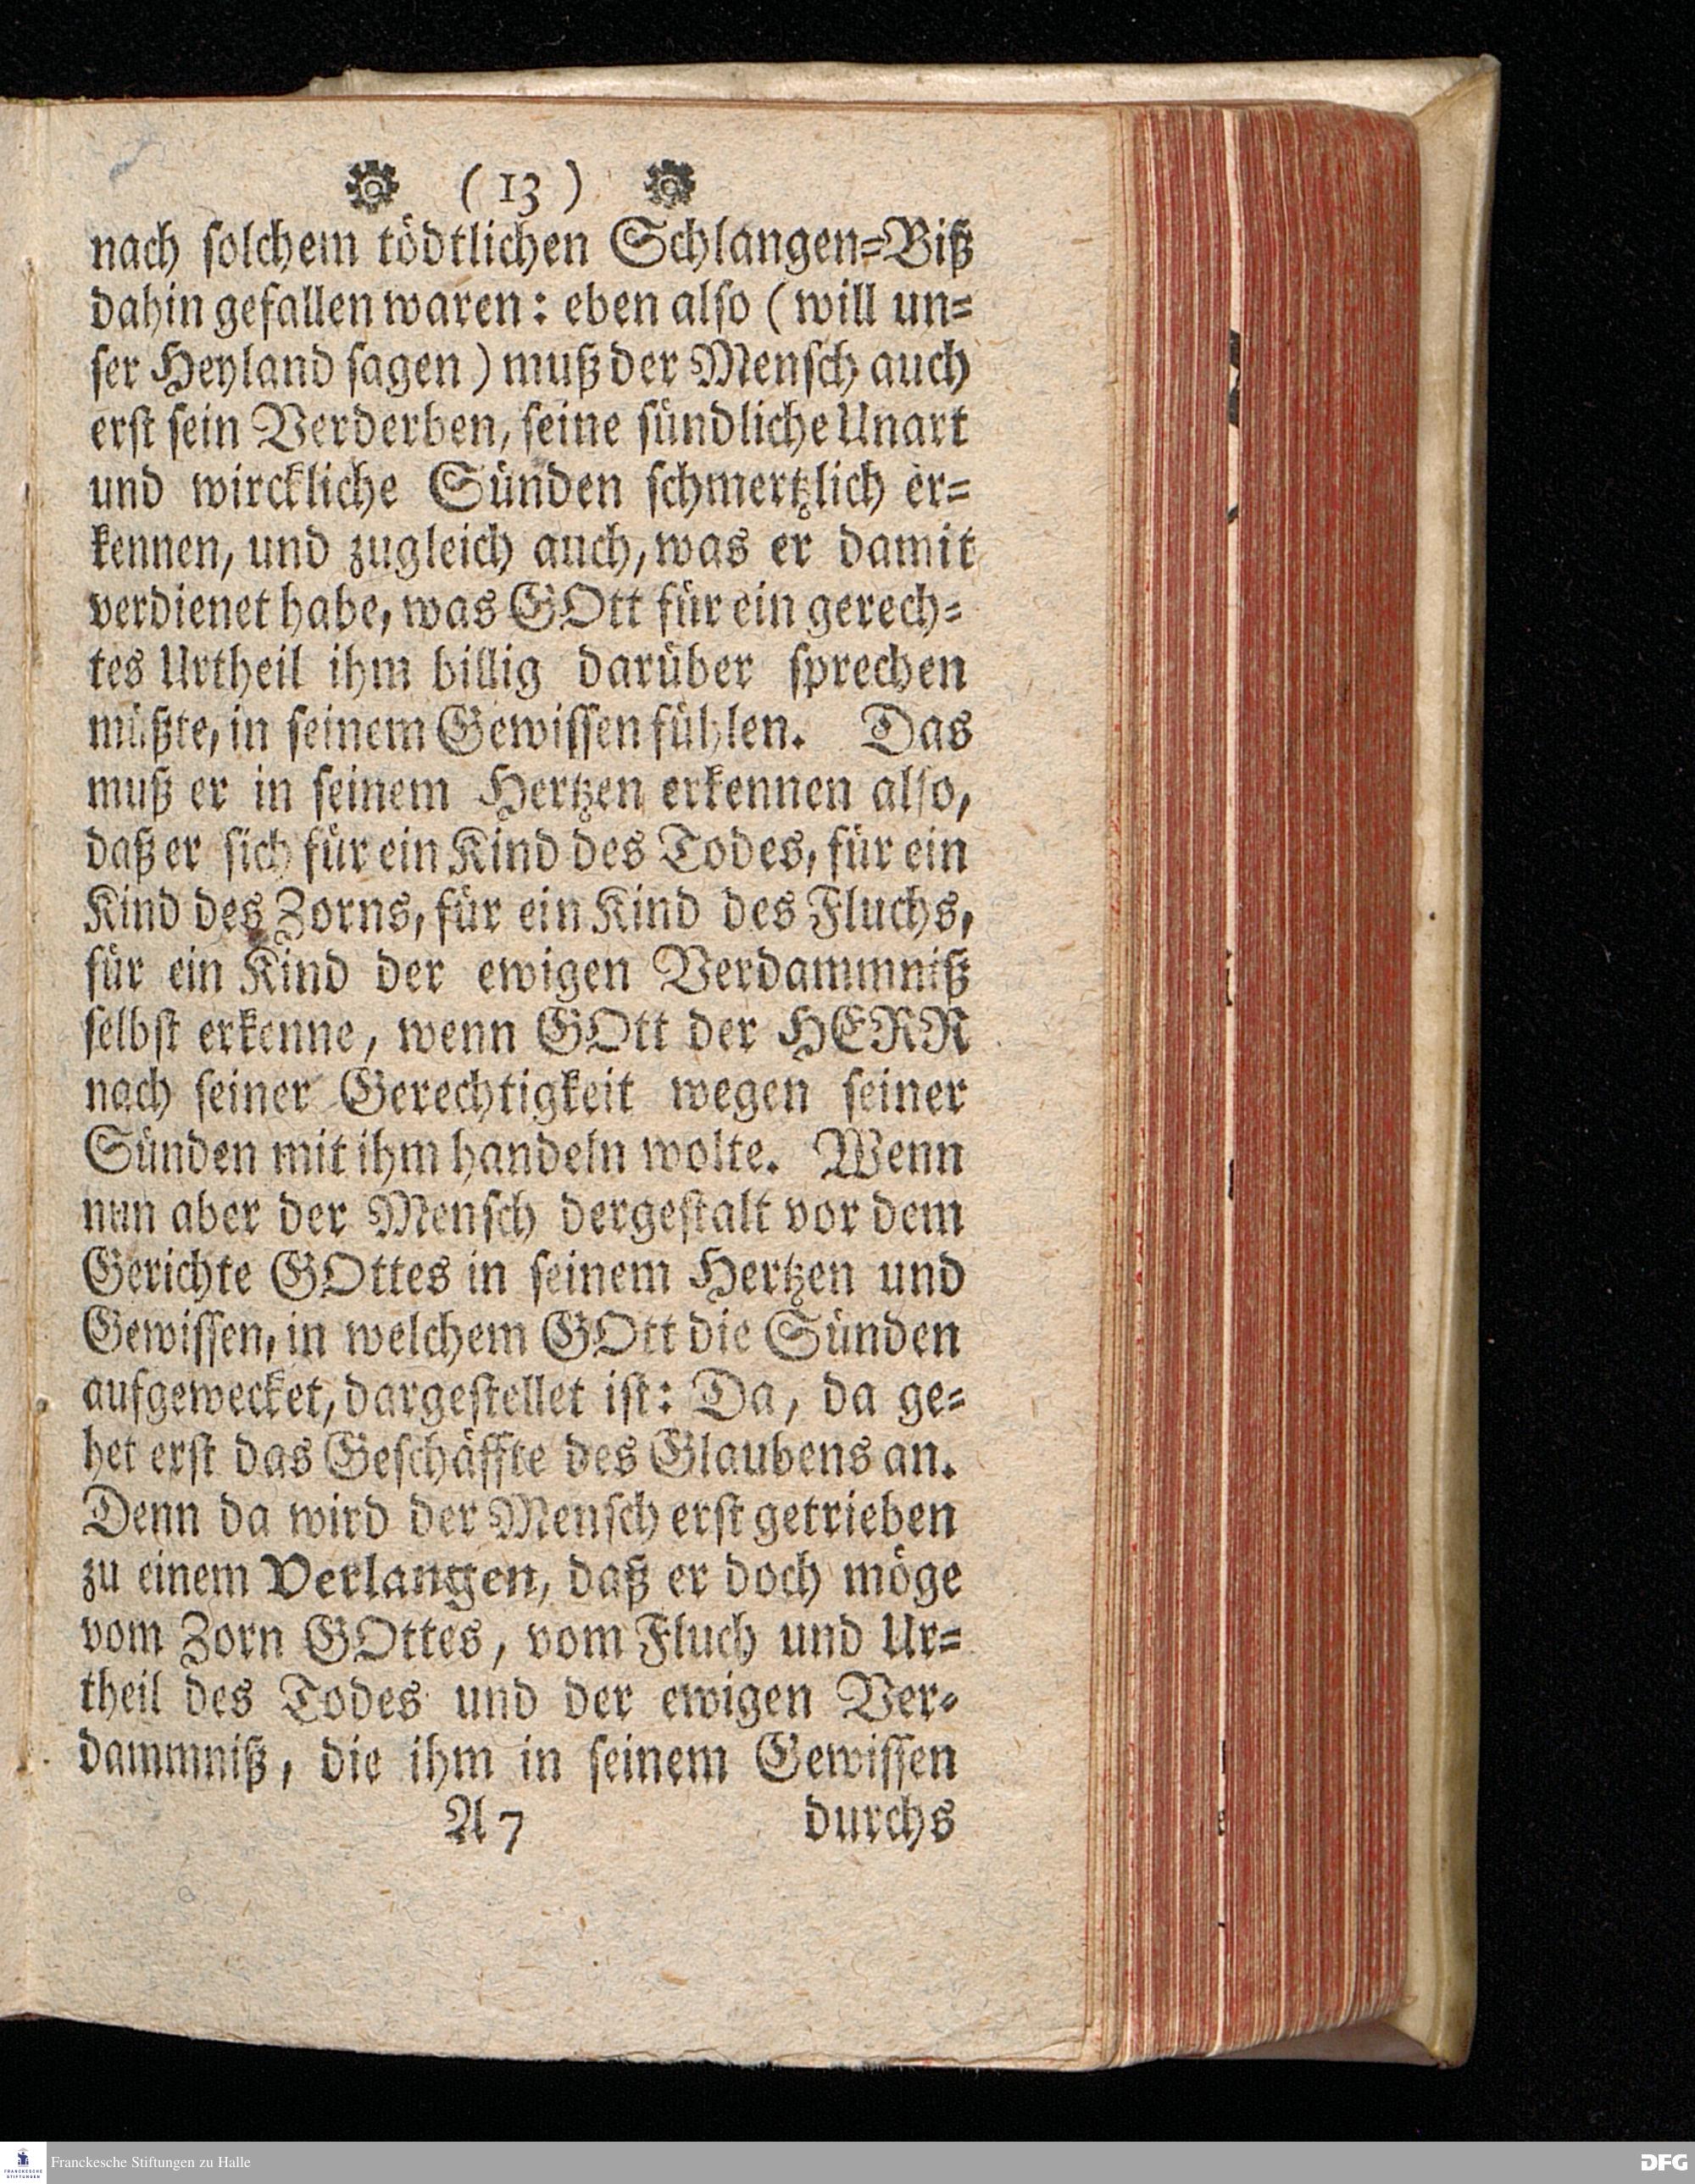 ( 13 )
nach solchem tödtlichen Schlangen-Biß
dahin gefallen waren: eben also (will un-
ser Heyland sagen) muß der Mensch auch
erst sein Verderben, seine sündliche Unart
und wirckliche Sünden schmertzlich er-
kennen, und zugleich auch, was er damit
verdienet habe, was GOtt für ein gerech-
tes Urtheil ihm billig darüber sprechen
müßte, in seinem Gewissen fühlen. Das
muß er in seinem Hertzen erkennen also,
daß er sich für ein Kind des Todes, für ein
Kind des Zorns, für ein Kind des Fluchs,
für ein Kind der ewigen Verdammniß
selbst erkenne, wenn GOtt der HERR
nach seiner Gerechtigkeit wegen seiner
Sünden mit ihm handeln wolte. Wenn
nun aber der Mensch dergestalt vor dem
Gerichte GOttes in seinem Hertzen und
Gewissen, in welchem GOtt die Sünden
aufgewecket, dargestellet ist: Da, da ge-
het erst das Geschäffte des Glaubens an.
Denn da wird der Mensch erst getrieben
zu einem Verlangen, daß er doch möge
vom Zorn GOttes, vom Fluch und Ur-
theil des Todes und der ewigen Ver-
dammniß, die ihm in seinem Gewissen
A 7 durchs
FRANCKESCHE STIFTUNGEN
Franckesche Stiftungen zu Halle
DFG